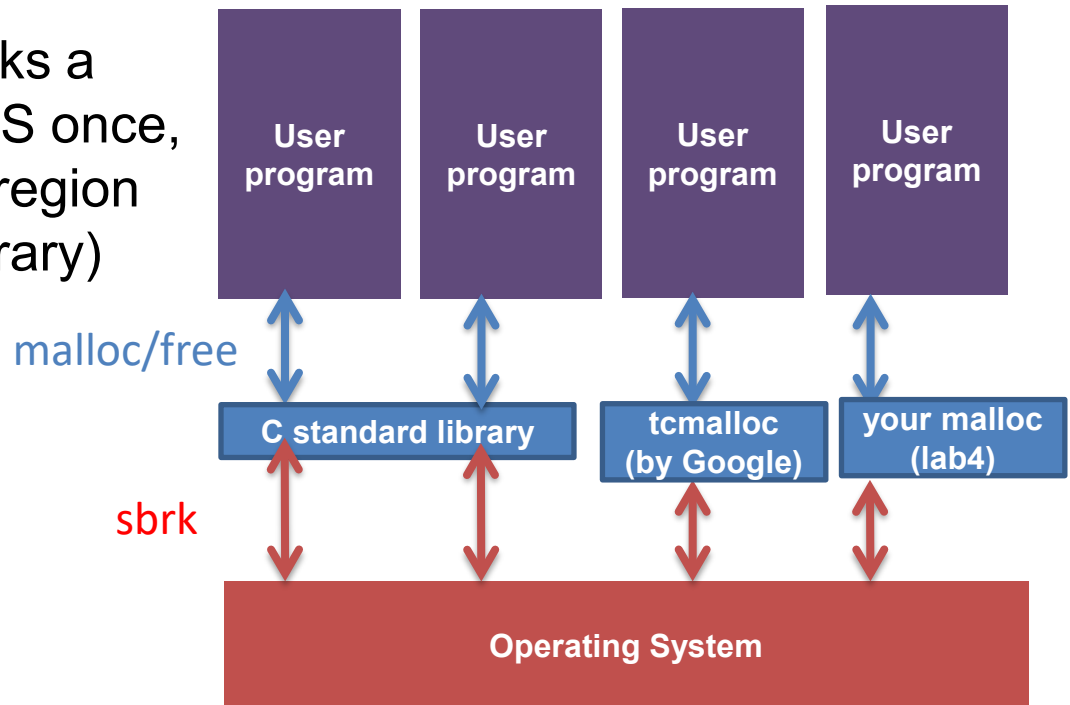 ks a
S once,
region
rary)
User
program
User
program
User
program
User
program
malloc/free
C standard library
tcmalloc
(by Google)
your malloc
(lab4)
sbrk
Operating System